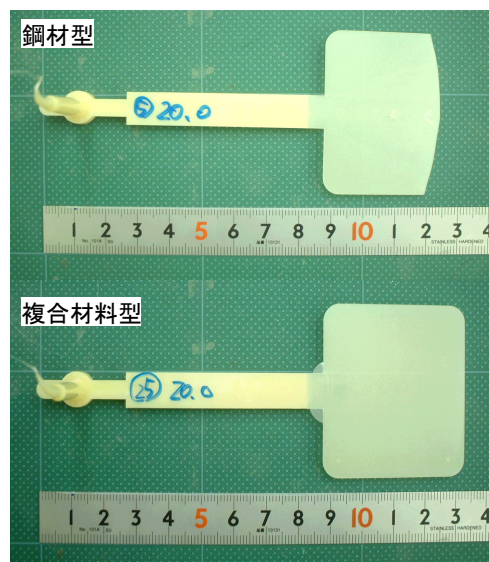 鋼材型
⑤20.0
1 2 3 4 5 6 7 8 9 10 1 2 3 4
STAINLESS HARDENED
複合材料型
㉕ 20.0
1 2 3 4 5 6 7 8 9 10 1 2 3 4
STAINLESS HARDENED